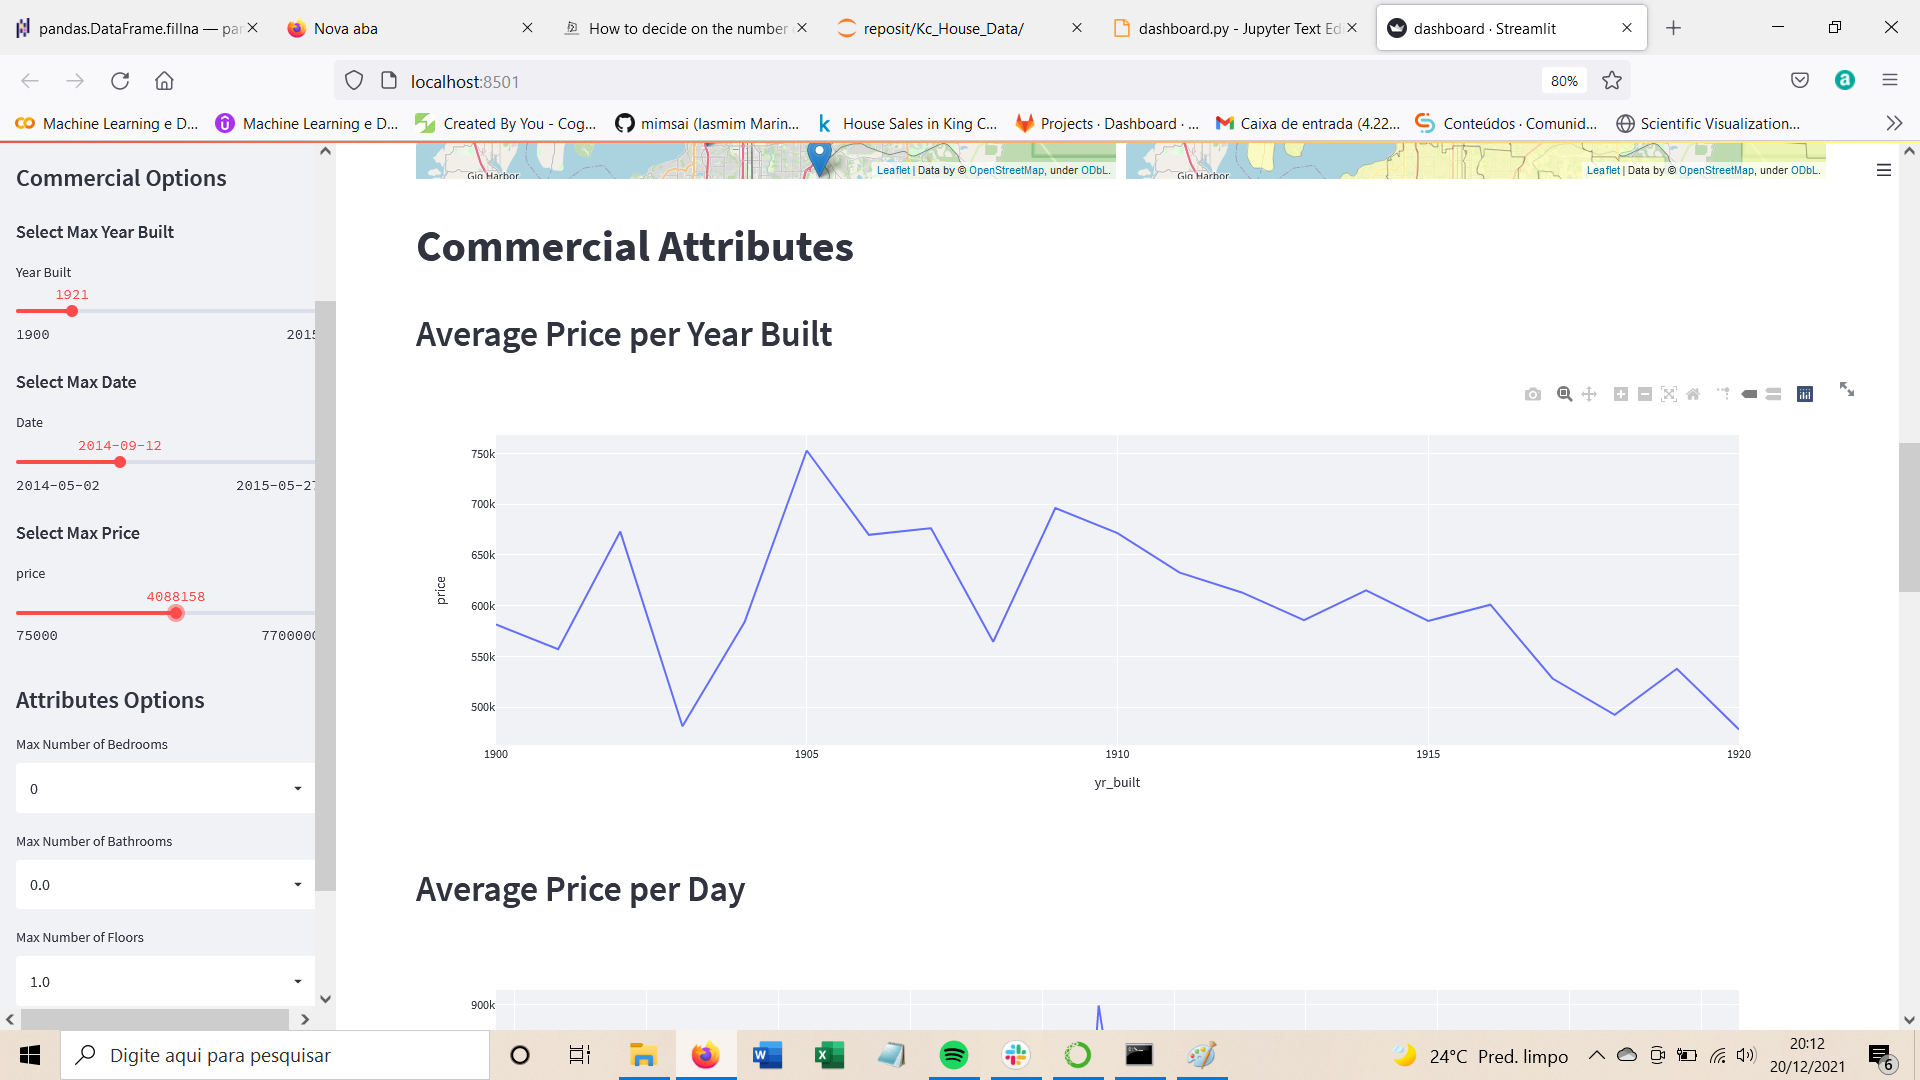 pandas.DataFrame.fillna — pan
Nova aba
How to decide on the number o
reposit/Kc_House_Data/
dashboard.py - Jupyter Text Edi
dashboard · Streamlit
localhost:8501
80%
Machine Learning e D...
Machine Learning e D...
Created By You - Cog...
mimsai (Iasmim Marin...
House Sales in King C...
Projects · Dashboard · ...
Caixa de entrada (4.22...
Conteúdos · Comunid...
Scientific Visualization...
Commercial Options
Select Max Year Built
Year Built
1921
1900
2015
Select Max Date
Date
2014-09-12
2014-05-02
2015-05-27
Select Max Price
price
4088158
75000
7700000
Attributes Options
Max Number of Bedrooms
0
Max Number of Bathrooms
0.0
Max Number of Floors
1.0
Gig Harbor
Leaflet | Data by © OpenStreetMap, under ODbL.
Gig Harbor
Leaflet | Data by © OpenStreetMap, under ODbL.
Commercial Attributes
Average Price per Year Built
750k
700k
650k
600k
550k
500k
price
1900
1905
1910
1915
1920
yr_built
Average Price per Day
900k
Digite aqui para pesquisar
24°C Pred. limpo
20:12
20/12/2021
6